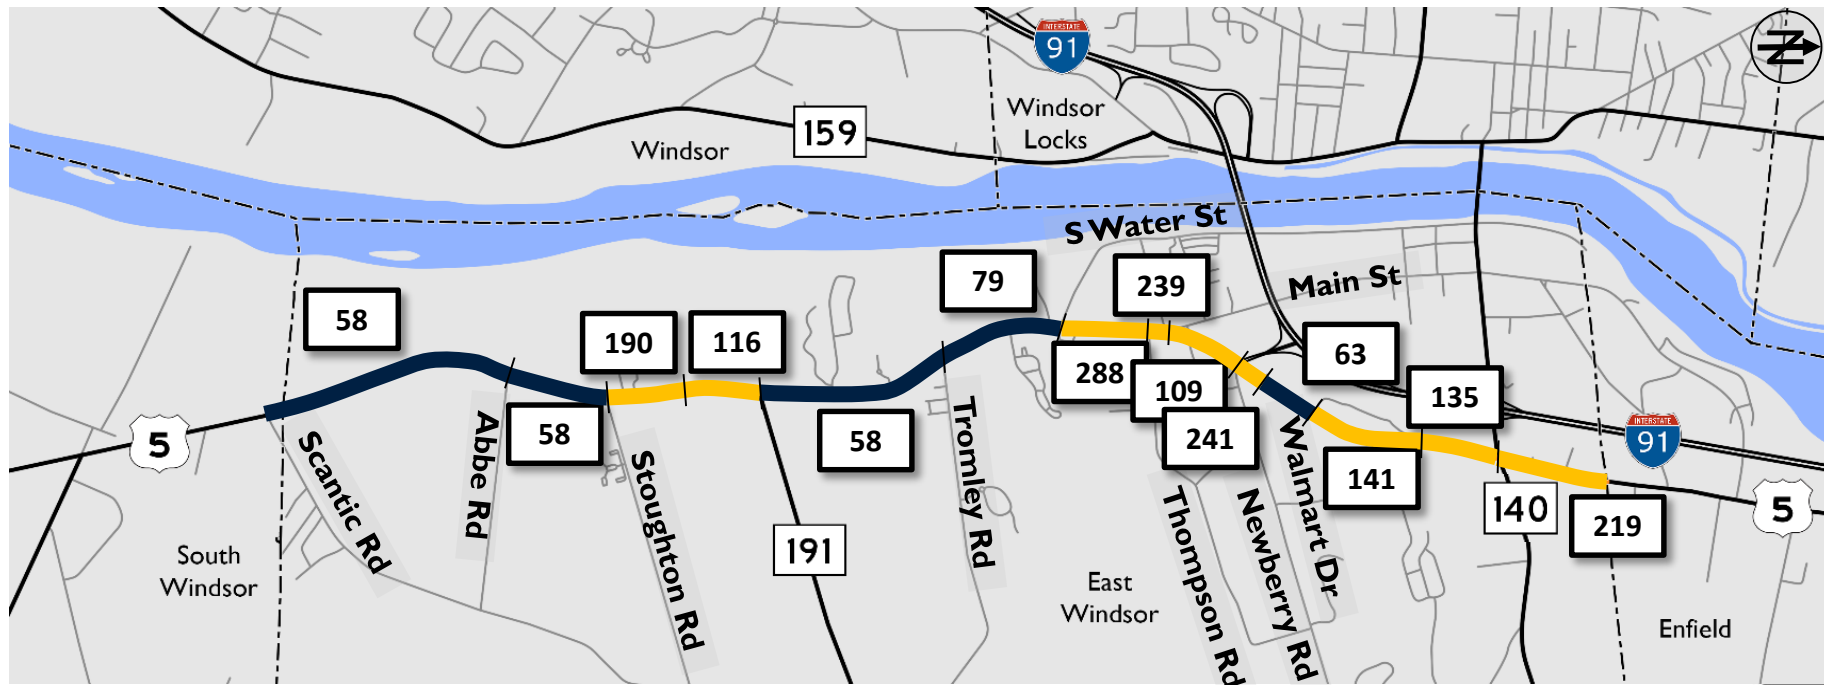 INTERSTATE
91
N
Windsor
Locks
159
Windsor
S Water St
79
239
Main St
58
190
116
63
288
109
135
5
58
58
241
INTERSTATE
91
141
Scantic Rd
Abbe Rd
Stoughton Rd
Tromley Rd
Thompson Rd
Newberry Rd
Walmart Dr
140
5
219
191
South
Windsor
East
Windsor
Enfield